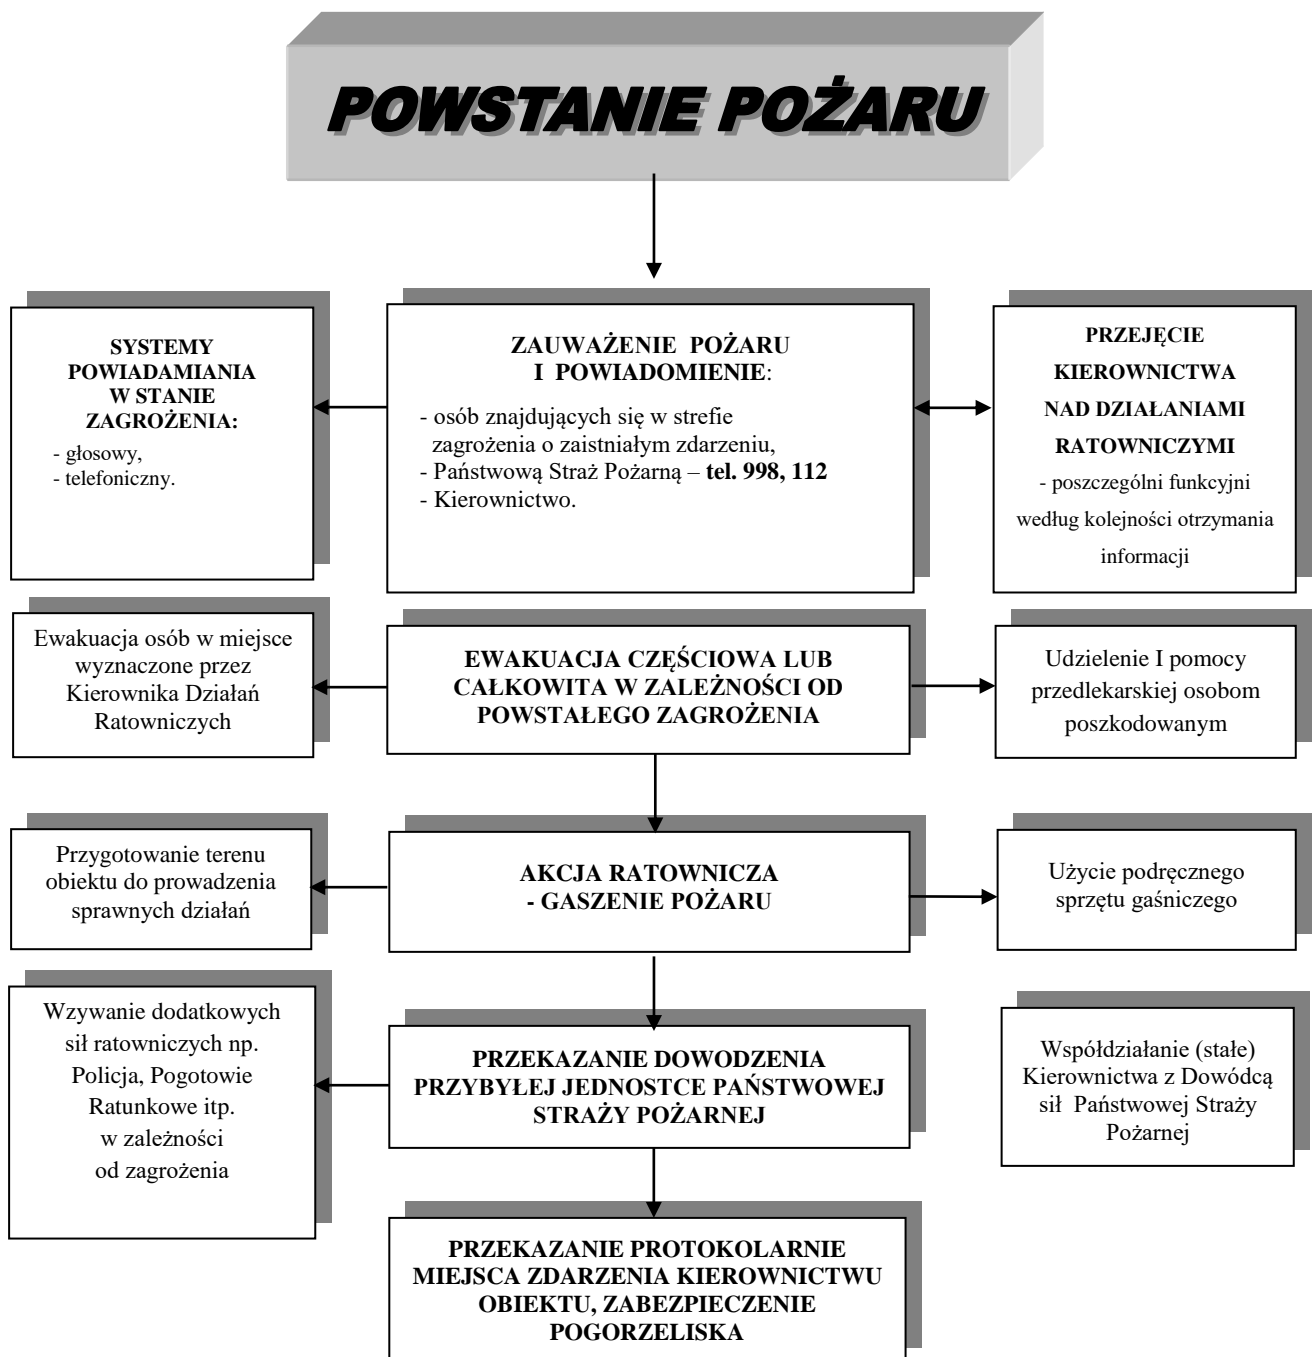 POWSTANIE POŻARU
SYSTEMY
POWIADAMIANIA
W STANIE
ZAGROŻENIA:
- głosowy,
- telefoniczny.
ZAUWAŻENIE POŻARU
I POWIADOMIENIE:
- osób znajdujących się w strefie
zagrożenia o zaistniałym zdarzeniu,
- Państwową Straż Pożarną – tel. 998, 112
- Kierownictwo.
PRZEJĘCIE
KIEROWNICTWA
NAD DZIAŁANIAMI
RATOWNICZYMI
- poszczególni funkcyjni
według kolejności otrzymania
informacji
Ewakuacja osób w miejsce
wyznaczone przez
Kierownika Działań
Ratowniczych
EWAKUACJA CZĘŚCIOWA LUB
CAŁKOWITA W ZALEŻNOŚCI OD
POWSTAŁEGO ZAGROŻENIA
Udzielenie I pomocy
przedlekarskiej osobom
poszkodowanym
Przygotowanie terenu
obiektu do prowadzenia
sprawnych działań
AKCJA RATOWNICZA
- GASZENIE POŻARU
Użycie podręcznego
sprzętu gaśniczego
Wzywanie dodatkowych
sił ratowniczych np.
Policja, Pogotowie
Ratunkowe itp.
w zależności
od zagrożenia
PRZEKAZANIE DOWODZENIA
PRZYBYŁEJ JEDNOSTCE PAŃSTWOWEJ
STRAŻY POŻARNEJ
Współdziałanie (stałe)
Kierownictwa z Dowódcą
sił Państwowej Straży
Pożarnej
PRZEKAZANIE PROTOKOLARNIE
MIEJSCA ZDARZENIA KIEROWNICTWU
OBIEKTU, ZABEZPIECZENIE
POGORZELISKA